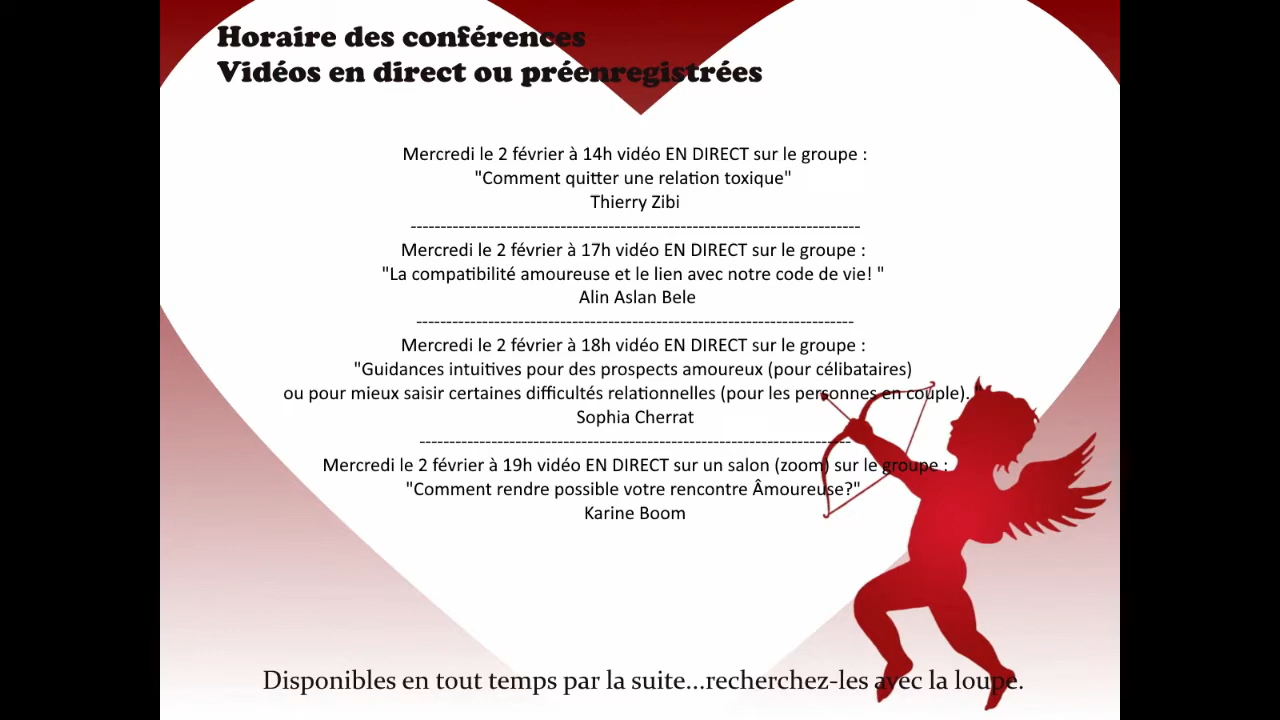 Horaire des conférences
Vidéos en direct ou préenregistrées
Mercredi le 2 février à 14h vidéo EN DIRECT sur le groupe :
"Comment quitter une relation toxique"
Thierry Zibi
---------------------------------------------------------------------------
Mercredi le 2 février à 17h vidéo EN DIRECT sur le groupe :
"La compatibilité amoureuse et le lien avec notre code de vie! "
Alin Aslan Bele
-------------------------------------------------------------------------
Mercredi le 2 février à 18h vidéo EN DIRECT sur le groupe :
"Guidances intuitives pour des prospects amoureux (pour célibataires)
ou pour mieux saisir certaines difficultés relationnelles (pour les personnes en couple). "
Sophia Cherrat
------------------------------------------------------------------------
Mercredi le 2 février à 19h vidéo EN DIRECT sur un salon (zoom) sur le groupe :
"Comment rendre possible votre rencontre Âmoureuse?"
Karine Boom
Disponibles en tout temps par la suite...recherchez-les avec la loupe.